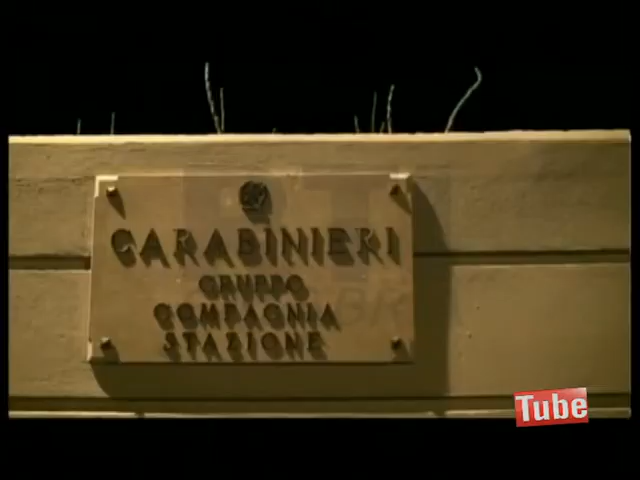 CARABINIERI
GRUPPO
COMPAGNIA
STAZIONE
Tube